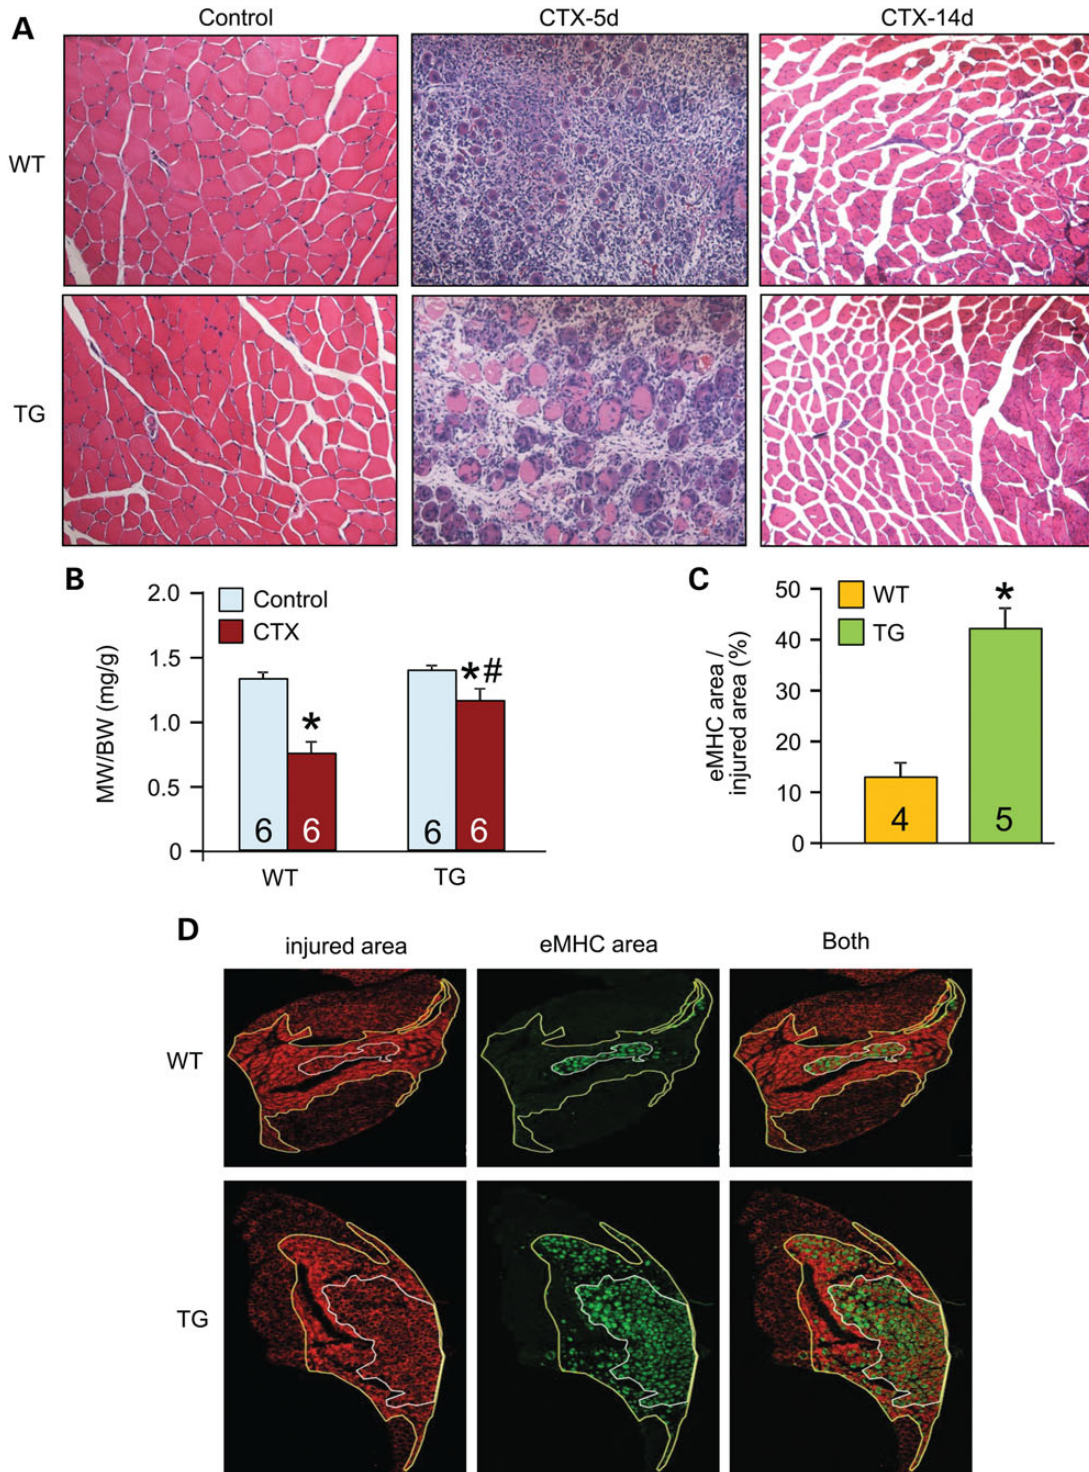 A
Control
CTX-5d
CTX-14d
WT
TG
B
MW/BW (mg/g)
2.0
1.5
1.0
0.5
0
Control
CTX
*
*#
6
6
6
6
WT
TG
C
eMHC area /
injured area (%)
50
40
30
20
10
0
WT
TG
*
4
5
D
injured area
eMHC area
Both
WT
TG